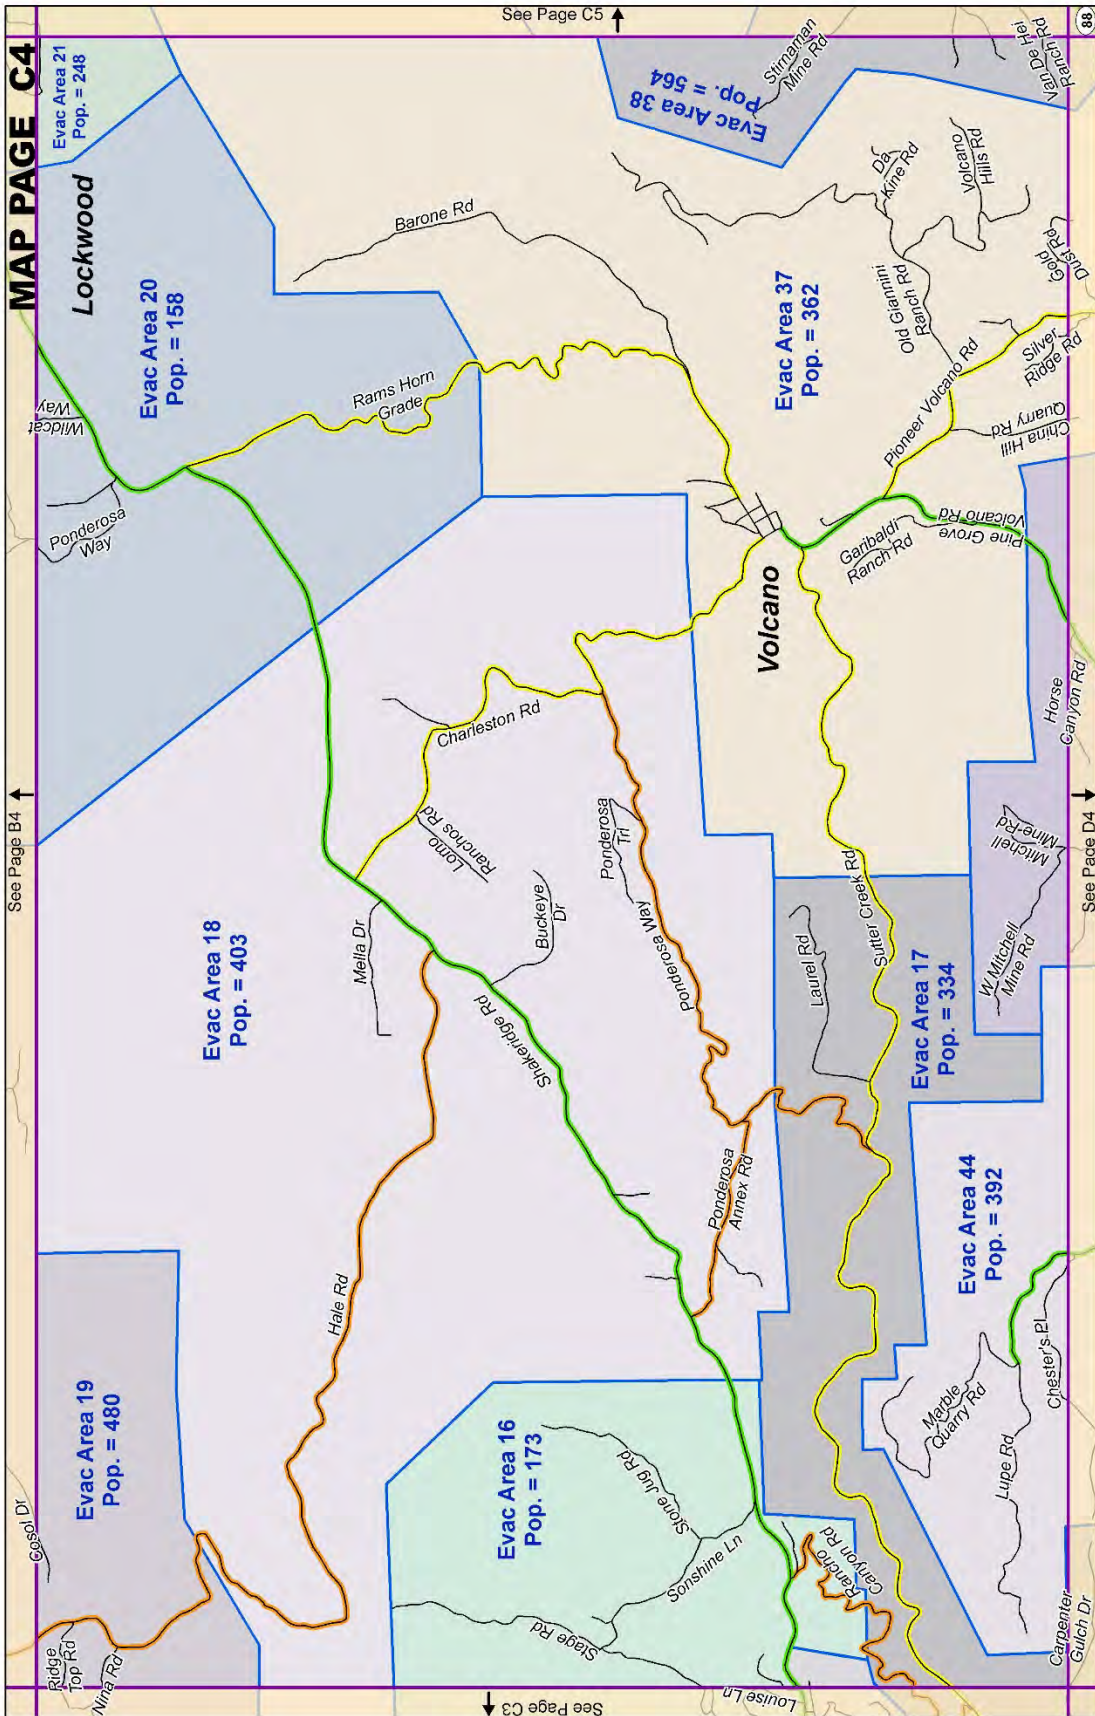 See Page C5
88
MAP PAGE C4
Evac Area 21
Pop. = 248
Lockwood
Stirnaman
Mine Rd
Van De Hei
Ranch Rd
Evac Area 38
Pop. = 564
Da
Kine Rd
Volcano
Hills Rd
Barone Rd
Evac Area 20
Pop. = 158
Gold
Dust Rd
Old Giannini
Ranch Rd
Evac Area 37
Pop. = 362
Silver
Ridge Rd
Rams Horn
Grade
Wildcat
Way
Pioneer Volcano Rd
China Hill
Quarry Rd
Ponderosa
Way
Pine Grove
Volcano Rd
Garibaldi
Ranch Rd
Volcano
Horse
Canyon Rd
Charleston Rd
See Page B4
Lomo
Ranchos Rd
Ponderosa
Trl
Mitchell
Mine Rd
See Page D4
Sutter Creek Rd
Buckeye
Dr
Mella Dr
Evac Area 18
Pop. = 403
Ponderosa Way
Laurel Rd
W Mitchell
Mine Rd
Evac Area 17
Pop. = 334
Shakeridge Rd
Ponderosa
Annex Rd
Evac Area 44
Pop. = 392
Hale Rd
Chester's Pl
Marble
Quarry Rd
Evac Area 19
Pop. = 480
Evac Area 16
Pop. = 173
Stone Jug Rd
Lupe Rd
Cosol Dr
Sonshine Ln
Rancho
Canyon Rd
Stage Rd
Ridge
Top Rd
Nina Rd
Carpenter
Gulch Dr
Louise Ln
See Page C3